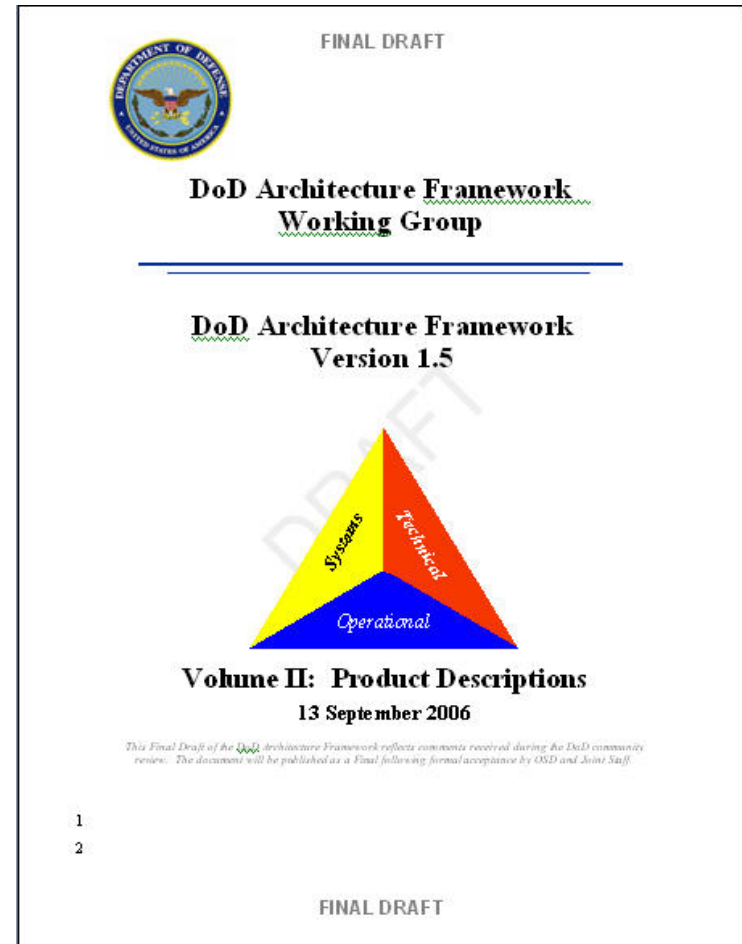 FINAL DRAFT
DEPARTMENT OF DEFENSE
UNITED STATES OF AMERICA
DoD Architecture Framework
Working Group
DoD Architecture Framework
Version 1.5
DRAFT
Systems
Technical
Operational
Volume II: Product Descriptions
13 September 2006
This Final Draft of the DoD Architecture Framework reflects comments received during the DoD community
review. The document will be published as a Final following formal acceptance by OSD and Joint Staff.
1
2
FINAL DRAFT